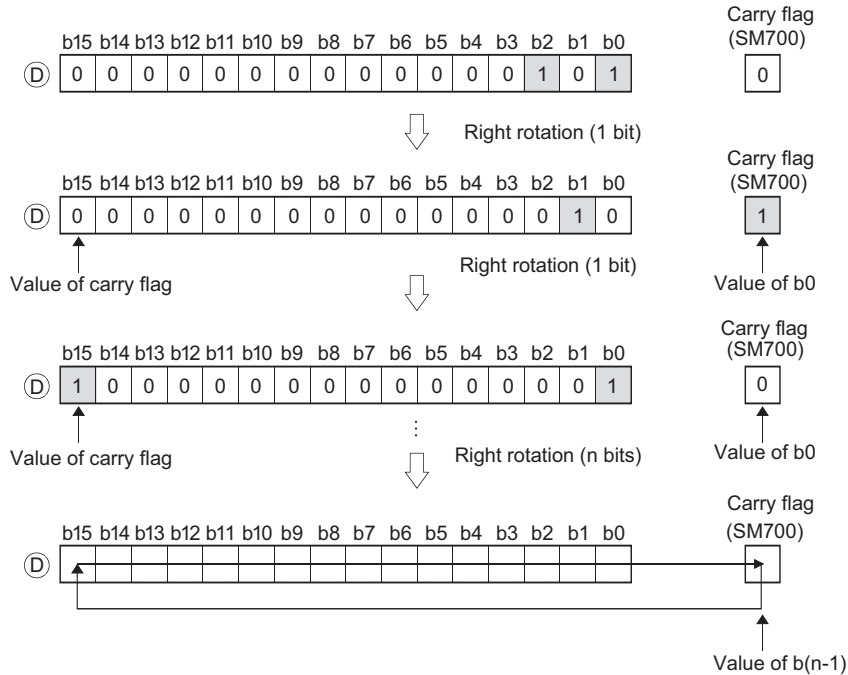 Carry flag
(SM700)
b15 b14 b13 b12 b11 b10 b9 b8 b7 b6 b5 b4 b3 b2 b1 b0
D 0 0 0 0 0 0 0 0 0 0 0 0 0 1 0 1 0
Right rotation (1 bit)
Carry flag
(SM700)
b15 b14 b13 b12 b11 b10 b9 b8 b7 b6 b5 b4 b3 b2 b1 b0
D 0 0 0 0 0 0 0 0 0 0 0 0 0 0 1 0 1
Right rotation (1 bit)
Value of carry flag Value of b0
Carry flag
(SM700)
b15 b14 b13 b12 b11 b10 b9 b8 b7 b6 b5 b4 b3 b2 b1 b0
D 1 0 0 0 0 0 0 0 0 0 0 0 0 0 0 1 0
Value of carry flag Right rotation (n bits) Value of b0
Carry flag
(SM700)
b15 b14 b13 b12 b11 b10 b9 b8 b7 b6 b5 b4 b3 b2 b1 b0
D
Value of b(n-1)